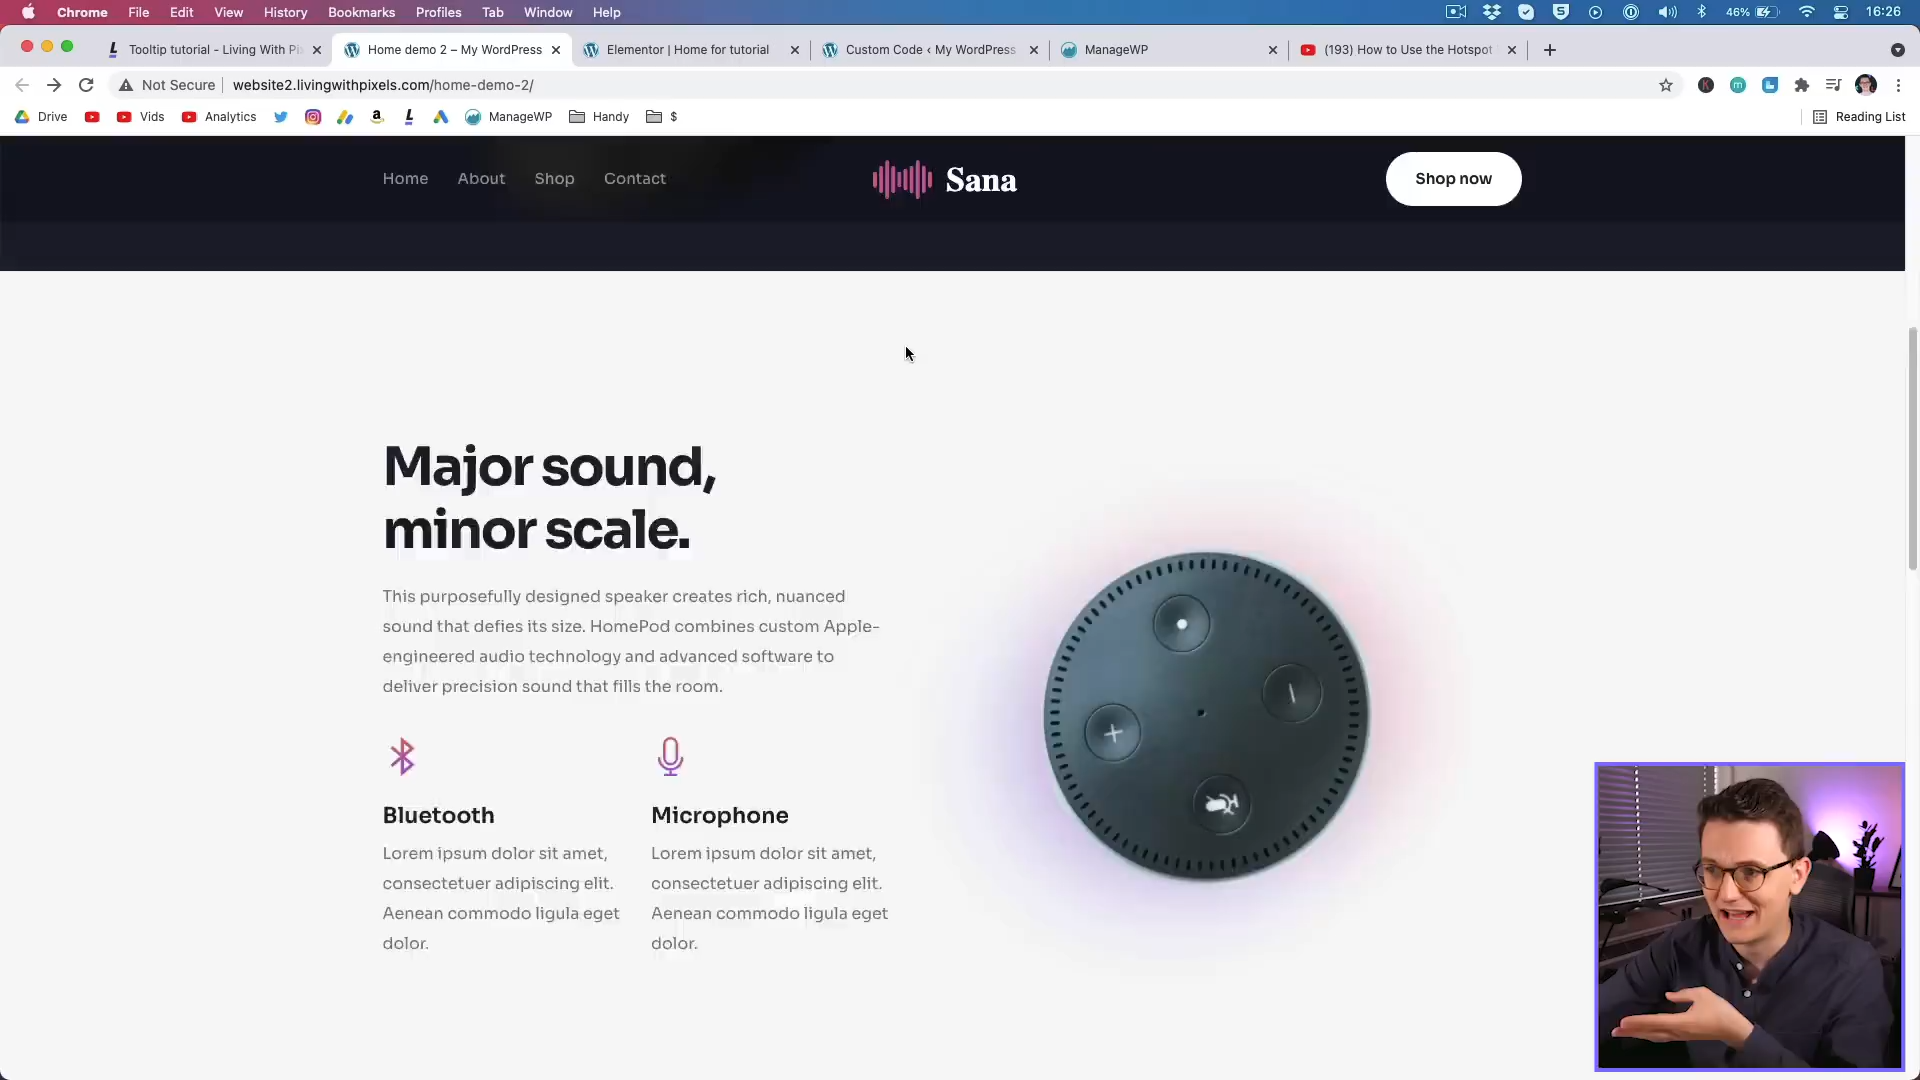 Chrome File Edit View History Bookmarks Profiles Tab Window Help 46% 16:26
Tooltip tutorial - Living With Pi Home demo 2 – My WordPress Elementor | Home for tutorial Custom Code ‹ My WordPress ManageWP (193) How to Use the Hotspot
Not Secure website2.livingwithpixels.com/home-demo-2/
Drive Vids Analytics ManageWP Handy $ Reading List
Home About Shop Contact Sana Shop now
Major sound,
minor scale.
This purposefully designed speaker creates rich, nuanced
sound that defies its size. HomePod combines custom Apple-
engineered audio technology and advanced software to
deliver precision sound that fills the room.
Bluetooth
Lorem ipsum dolor sit amet,
consectetuer adipiscing elit.
Aenean commodo ligula eget
dolor.
Microphone
Lorem ipsum dolor sit amet,
consectetuer adipiscing elit.
Aenean commodo ligula eget
dolor.